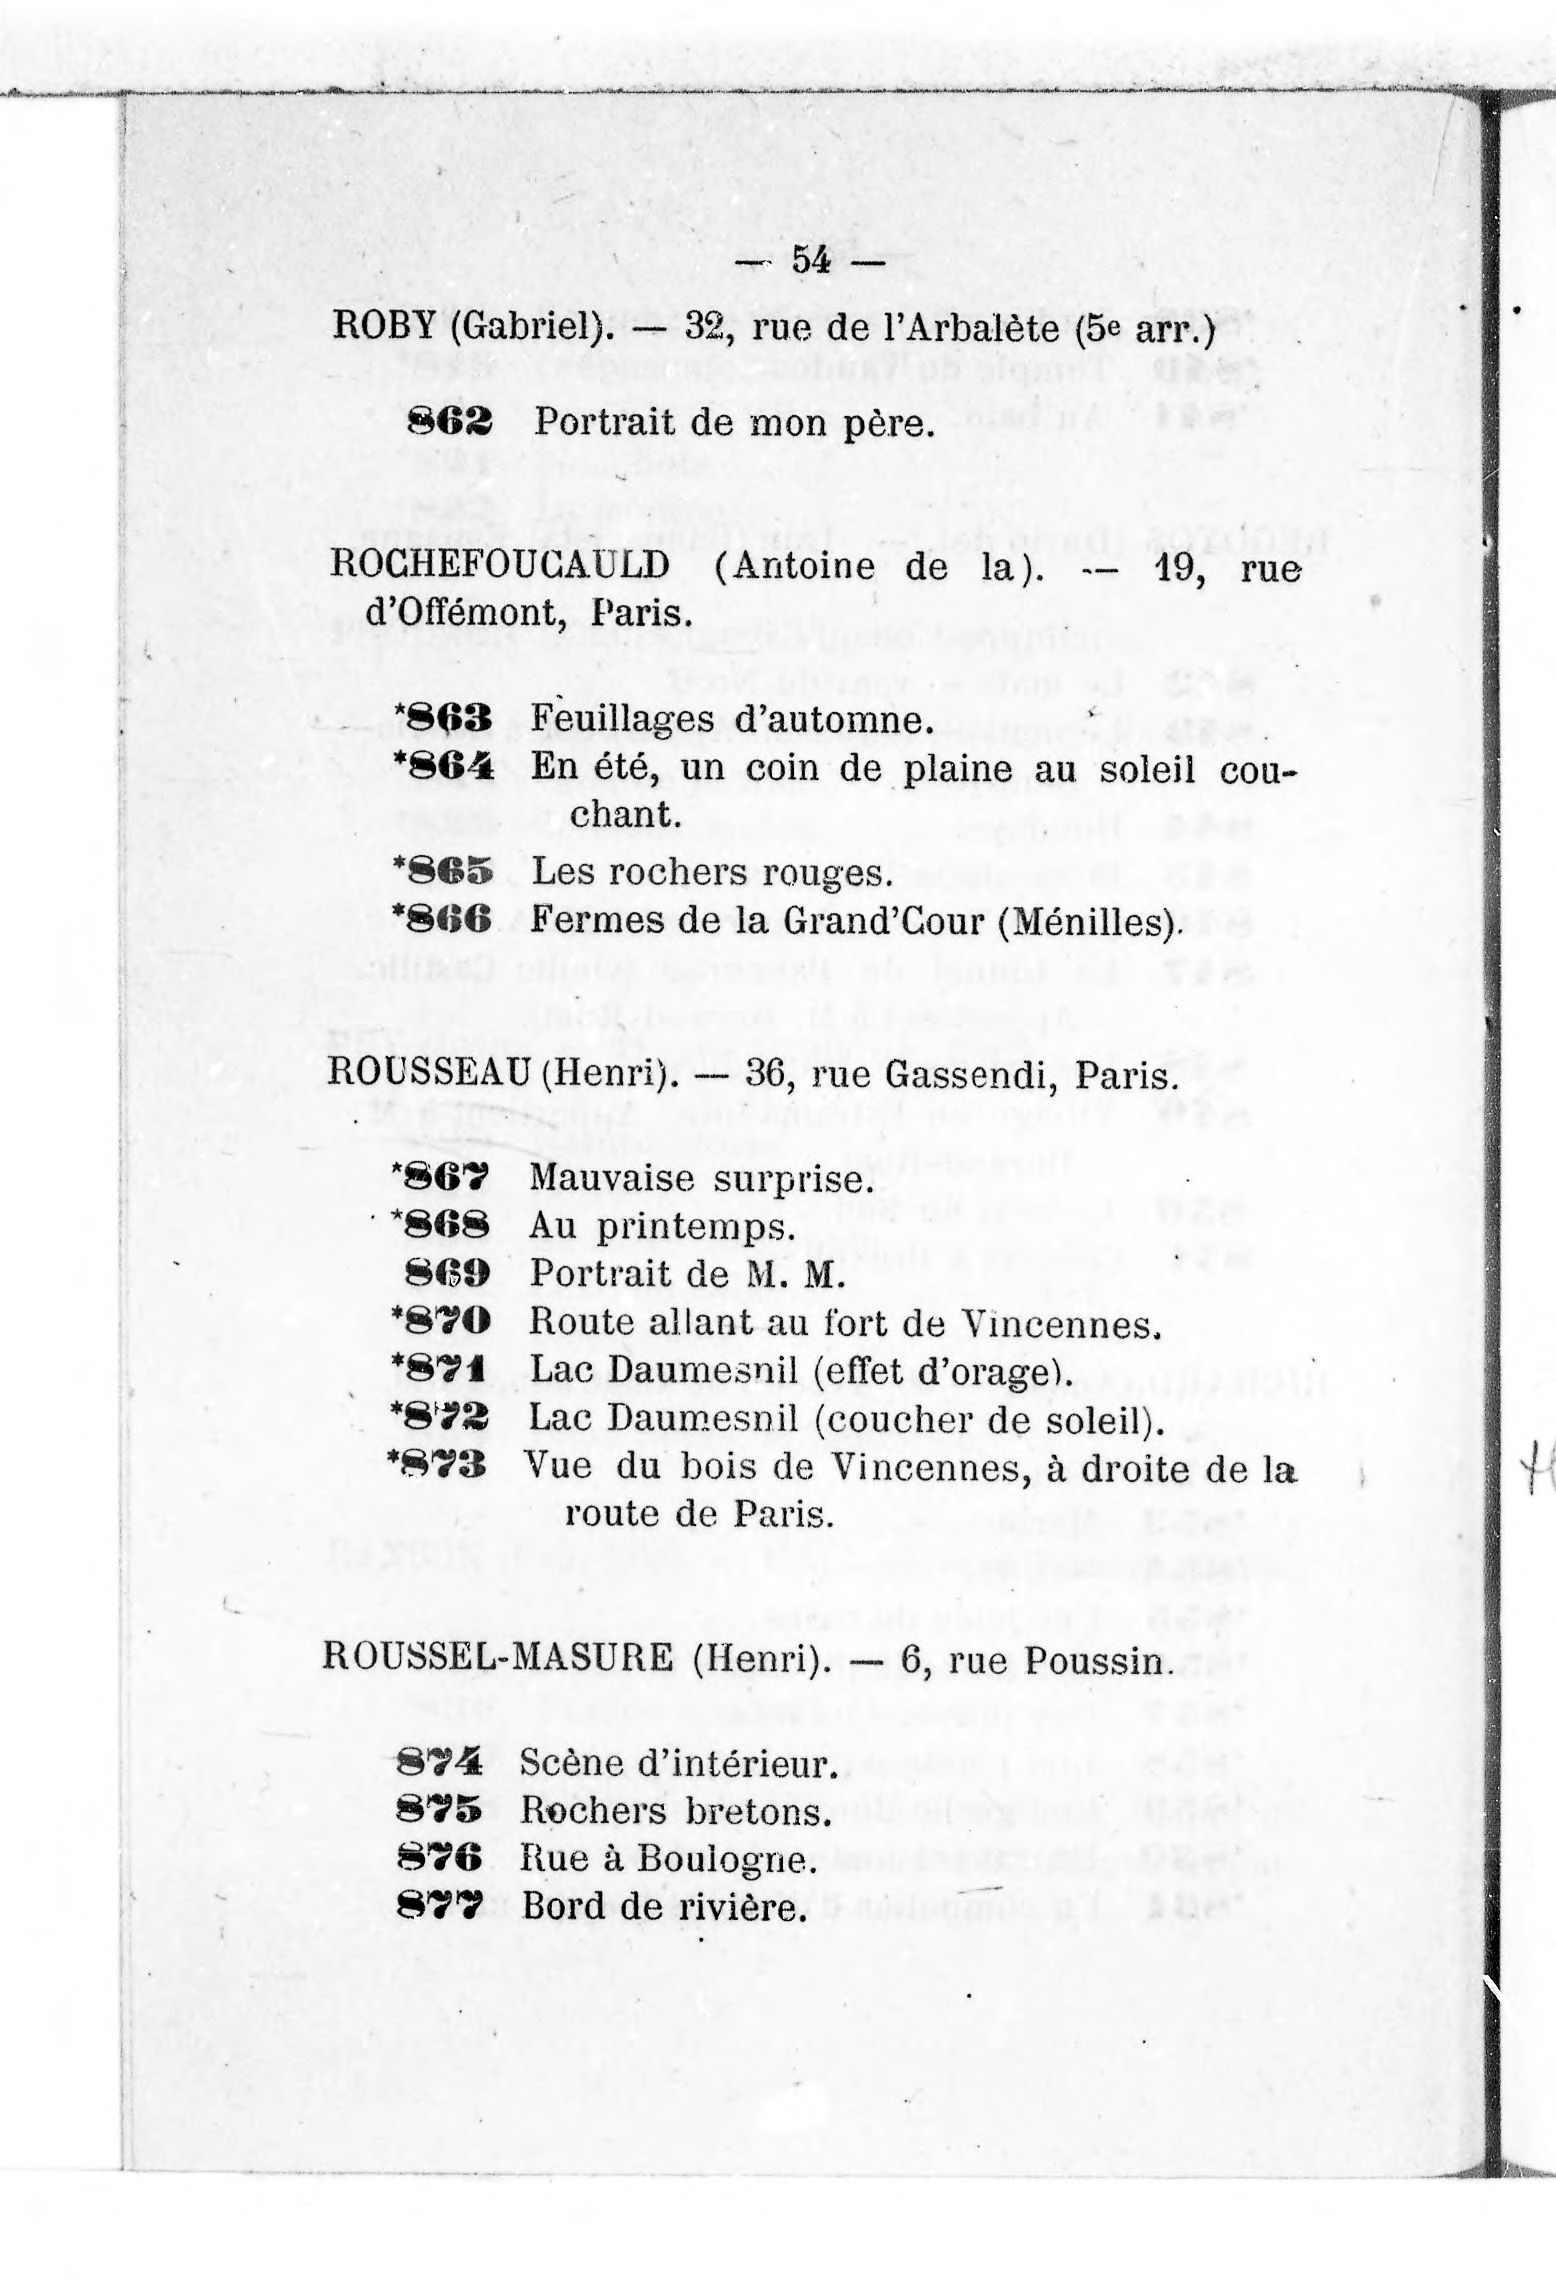 — 54 —
ROBY (Gabriel). — 32, rue de l'Arbalète (5e arr.)
862 Portrait de mon père.
ROCHEFOUCAULD (Antoine de la). — 19, rue
d'Offémont, Paris.
*863 Feuillages d'automne.
*864 En été, un coin de plaine au soleil cou-
chant.
*865 Les rochers rouges.
*866 Fermes de la Grand'Cour (Ménilles).
ROUSSEAU (Henri). — 36, rue Gassendi, Paris.
*867 Mauvaise surprise.
*868 Au printemps.
869 Portrait de M. M.
*870 Route allant au fort de Vincennes.
*871 Lac Daumesnil (effet d'orage).
*872 Lac Daumesnil (coucher de soleil).
*873 Vue du bois de Vincennes, à droite de la
route de Paris.
ROUSSEL-MASURE (Henri). — 6, rue Poussin.
874 Scène d'intérieur.
875 Rochers bretons.
876 Rue à Boulogne.
877 Bord de rivière.